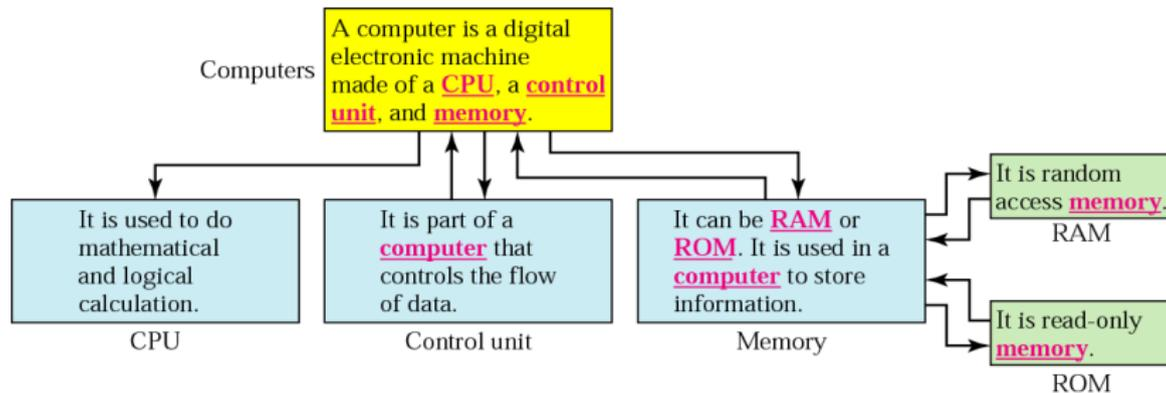 Computers
A computer is a digital
electronic machine
made of a CPU, a control
unit, and memory.
It is used to do
mathematical
and logical
calculation.
CPU
It is part of a
computer that
controls the flow
of data.
Control unit
It can be RAM or
ROM. It is used in a
computer to store
information.
Memory
It is random
access memory.
RAM
It is read-only
memory.
ROM